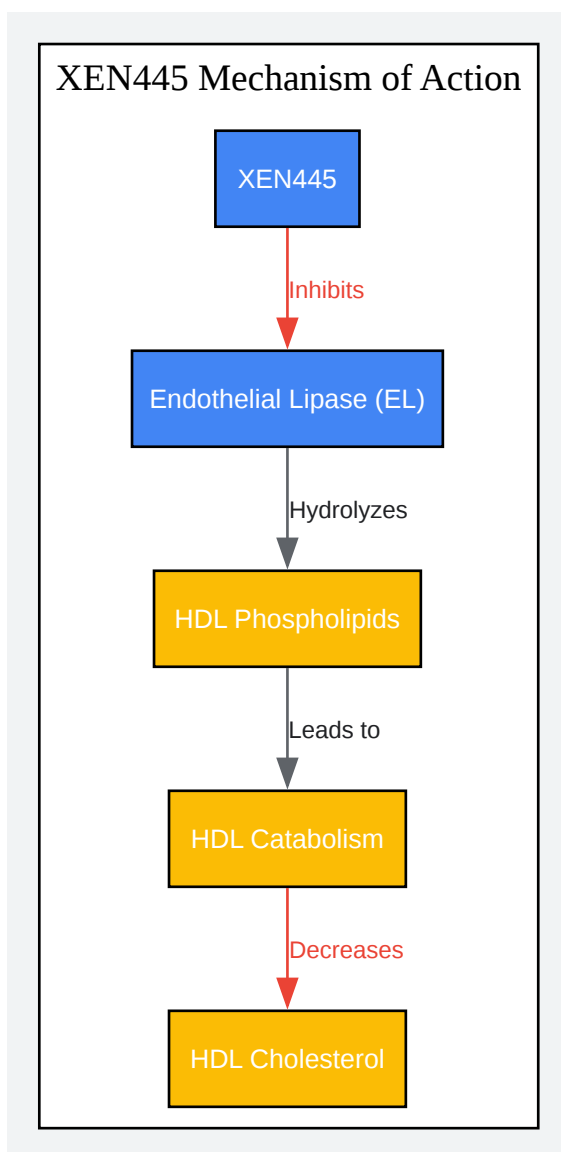 XEN445 Mechanism of Action
XEN445
Inhibits
Endothelial Lipase (EL)
Hydrolyzes
HDL Phospholipids
Leads to
HDL Catabolism
Decreases
HDL Cholesterol